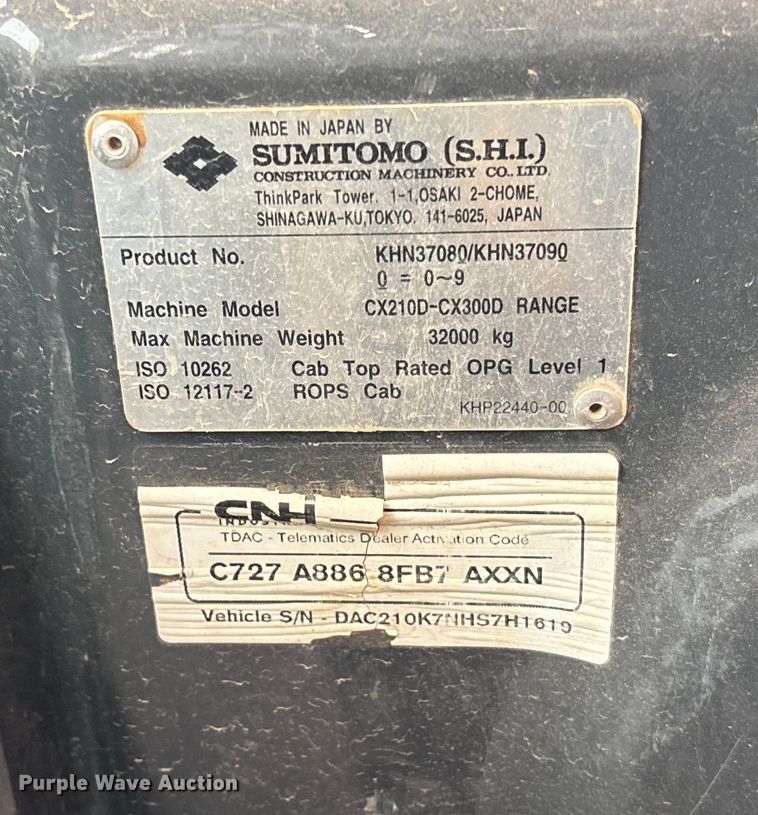 MADE IN JAPAN BY
SUMITOMO (S.H.I.)
CONSTRUCTION MACHINERY CO., LTD.
ThinkPark Tower. 1-1,OSAKI 2-CHOME,
SHINAGAWA-KU,TOKYO. 141-6025, JAPAN
Product No. KHN37080/KHN37090
0 = 0~9
Machine Model CX210D-CX300D RANGE
Max Machine Weight 32000 kg
ISO 10262 Cab Top Rated OPG Level 1
ISO 12117-2 ROPS Cab
KHP22440-00
CNH
TDAC - Telematics Dealer Activation Code
C727 A886 8FB7 AXXN
Vehicle S/N - DAC210K7NHS7H1619
Purple Wave Auction